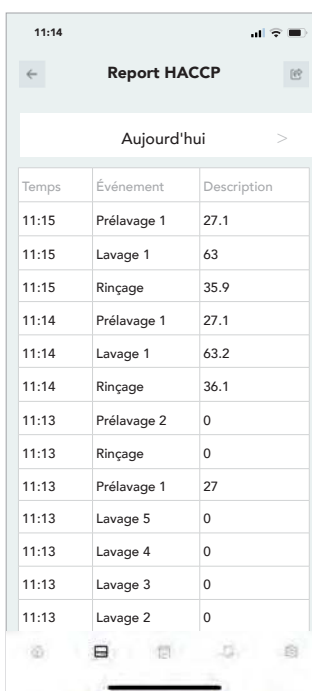 11:14
Report HACCP
Aujourd'hui >
Temps Événement Description
11:15 Prélavage 1 27.1
11:15 Lavage 1 63
11:15 Rinçage 35.9
11:14 Prélavage 1 27.1
11:14 Lavage 1 63.2
11:14 Rinçage 36.1
11:13 Prélavage 2 0
11:13 Rinçage 0
11:13 Prélavage 1 27
11:13 Lavage 5 0
11:13 Lavage 4 0
11:13 Lavage 3 0
11:13 Lavage 2 0